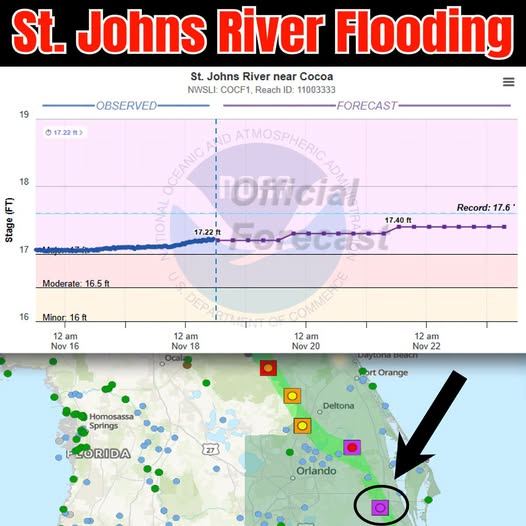 St. Johns River Flooding
St. Johns River near Cocoa
NWSLI: COCF1, Reach ID: 11003333
OBSERVED
FORECAST
19
17.22 ft
NATIONAL OCEANIC AND ATMOSPHERIC ADMINISTRATION
noaa
Official
Forecast
18
Record: 17.6 '
17.22 ft
17.40 ft
Stage (FT)
17
Major: 17 ft
Moderate: 16.5 ft
U.S. DEPARTMENT OF COMMERCE
16
Minor: 16 ft
12 am
Nov 16
12 am
Nov 18
12 am
Nov 20
12 am
Nov 22
Ocala
Daytona Beach
Port Orange
Deltona
Homosassa
Springs
27
FLORIDA
Orlando